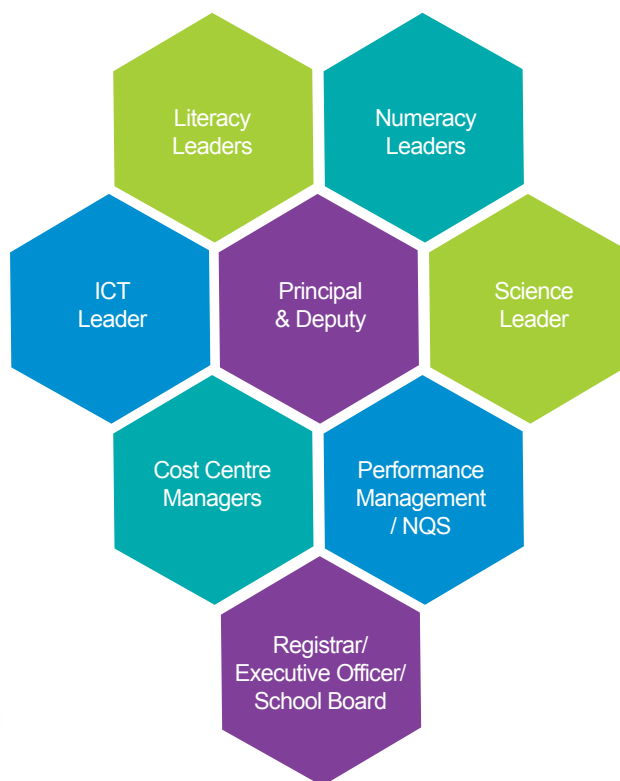 Literacy
Leaders
Numeracy
Leaders
ICT
Leader
Principal
& Deputy
Science
Leader
Cost Centre
Managers
Performance
Management
/ NQS
Registrar/
Executive Officer/
School Board